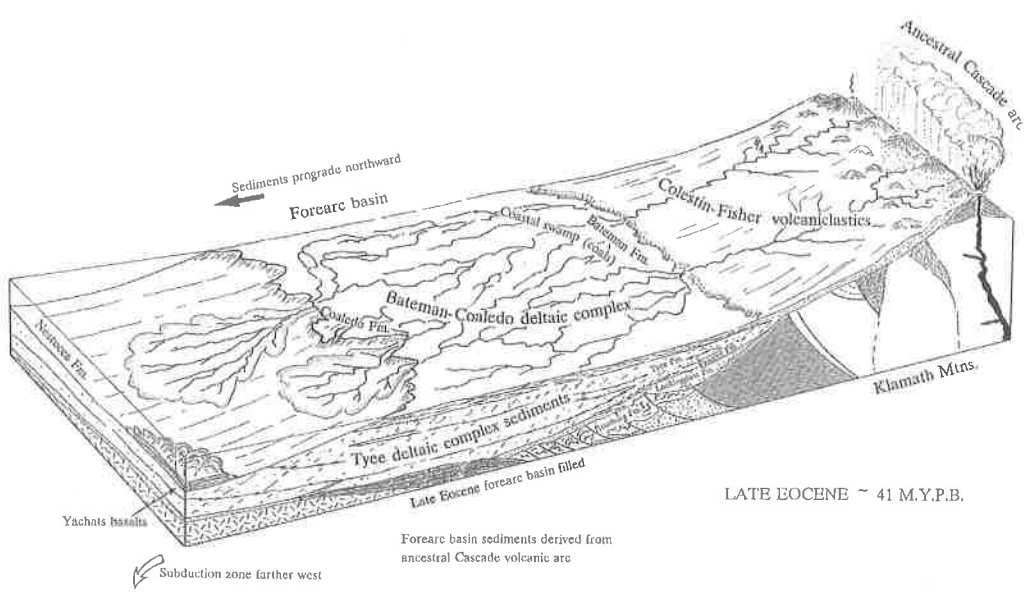 Ancestral Cascade arc
Sediments prograde northward
Forearc basin
Colestin-Fisher volcaniclastics
Coastal swamp (coals)
Bateman Fm.
Bateman-Coaledo deltaic complex
Coaledo Fm.
Nestucca Fm.
Tyee Fm.
Klamath Mtns.
Tyee deltaic complex sediments
Late Eocene forearc basin filled
LATE EOCENE ~ 41 M.Y.P.B.
Yachats basalts
Forearc basin sediments derived from
ancestral Cascade volcanic arc
Subduction zone farther west